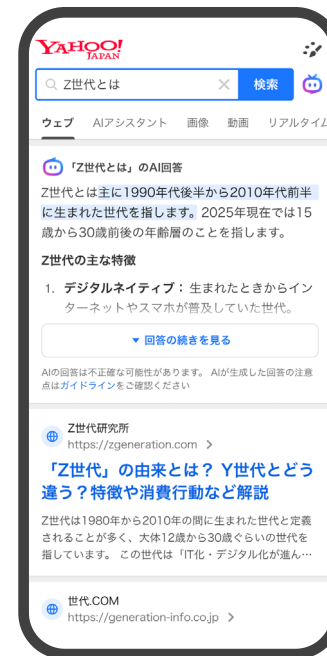 YAHOO!
JAPAN
Z世代とは
検索
ウェブ AIアシスタント 画像 動画 リアルタイム
「Z世代とは」のAI回答
Z世代とは主に1990年代後半から2010年代前半
に生まれた世代を指します。2025年現在では15
歳から30歳前後の年齢層のことを指します。
Z世代の主な特徴
1. デジタルネイティブ：生まれたときからイン
ターネットやスマホが普及していた世代。
▼ 回答の続きを見る
AIの回答は不正確な可能性があります。 AIが生成した回答の注意
点はガイドラインをご確認ください
Z世代研究所
https://zgeneration.com >
「Z世代」の由来とは？ Y世代とどう
違う？特徴や消費行動など解説
Z世代は1980年から2010年の間に生まれた世代と定義
されることが多く、大体12歳から30歳ぐらいの世代を
指しています。 この世代は「IT化・デジタル化が進ん…
世代.COM
https://generation-info.co.jp >